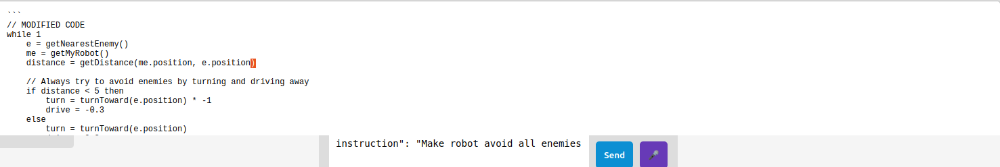 ```
// MODIFIED CODE
while 1
    e = getNearestEnemy()
    me = getMyRobot()
    distance = getDistance(me.position, e.position)

    // Always try to avoid enemies by turning and driving away
    if distance < 5 then
        turn = turnToward(e.position) * -1
        drive = -0.3
    else
        turn = turnToward(e.position)
instruction": "Make robot avoid all enemies
Send